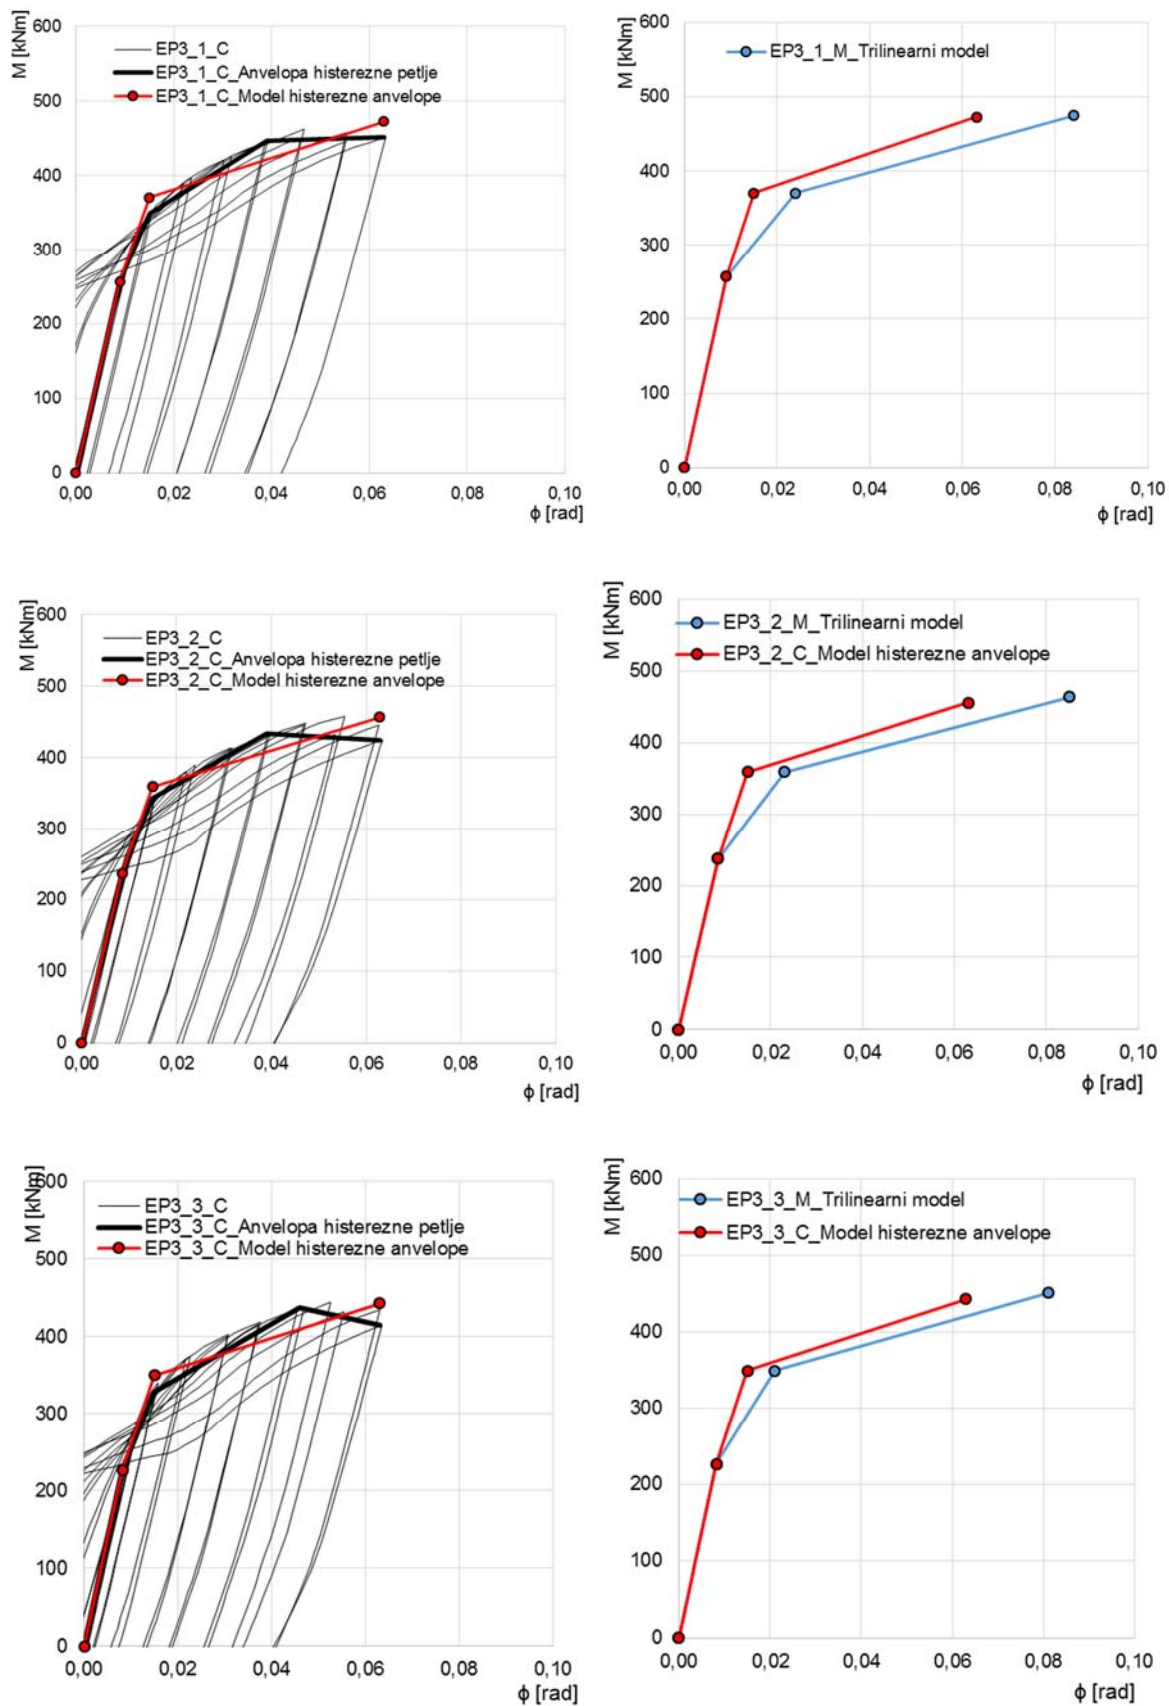 M [kNm]
600
500
400
300
200
100
0
EP3_1_C
EP3_1_C_Anvelopa histerezne petlje
EP3_1_C_Model histerezne anvelope
0,00 0,02 0,04 0,06 0,08 0,10
ϕ [rad]
M [kNm]
600
500
400
300
200
100
0
EP3_1_M_Trilinearni model
0,00 0,02 0,04 0,06 0,08 0,10
ϕ [rad]
M [kNm]
600
500
400
300
200
100
0
EP3_2_C
EP3_2_C_Anvelopa histerezne petlje
EP3_2_C_Model histerezne anvelope
0,00 0,02 0,04 0,06 0,08 0,10
ϕ [rad]
M [kNm]
600
500
400
300
200
100
0
EP3_2_M_Trilinearni model
EP3_2_C_Model histerezne anvelope
0,00 0,02 0,04 0,06 0,08 0,10
ϕ [rad]
M [kNm]
600
500
400
300
200
100
0
EP3_3_C
EP3_3_C_Anvelopa histerezne petlje
EP3_3_C_Model histerezne anvelope
0,00 0,02 0,04 0,06 0,08 0,10
ϕ [rad]
M [kNm]
600
500
400
300
200
100
0
EP3_3_M_Trilinearni model
EP3_3_C_Model histerezne anvelope
0,00 0,02 0,04 0,06 0,08 0,10
ϕ [rad]